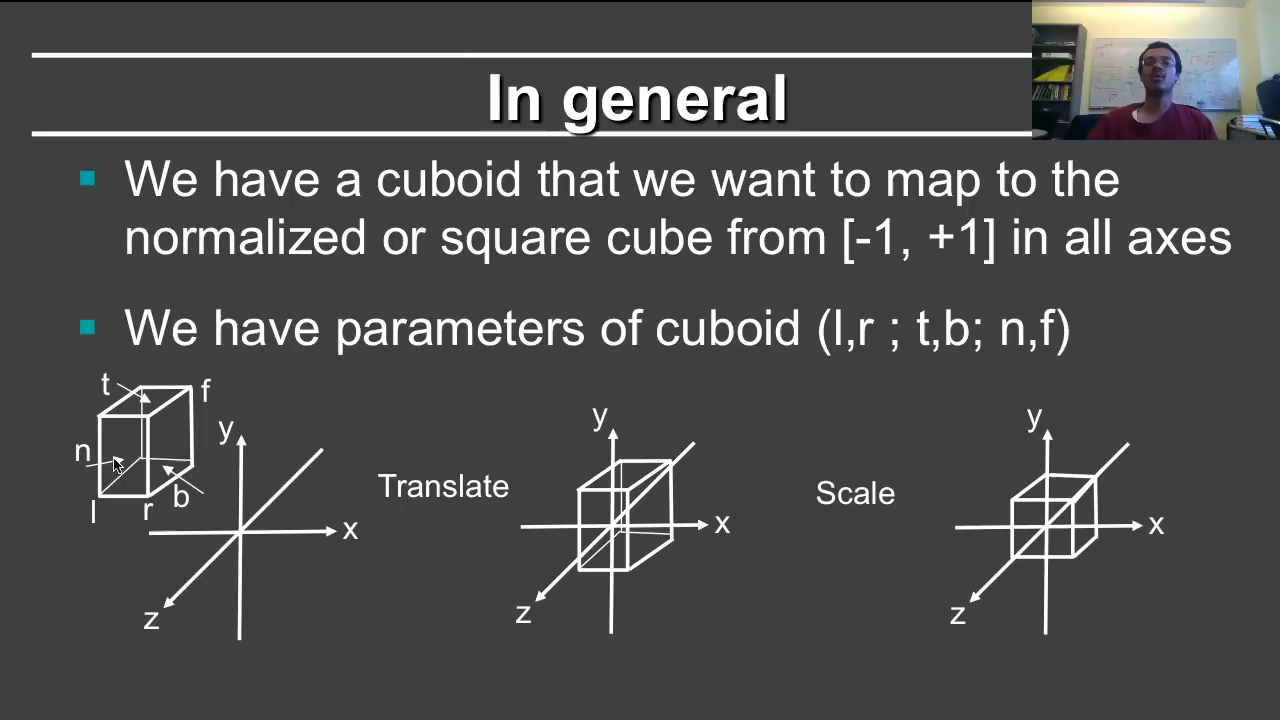 In general
We have a cuboid that we want to map to the
normalized or square cube from [-1, +1] in all axes
We have parameters of cuboid (l,r ; t,b; n,f)
t
f
n
l
r
b
y
x
z
Translate
y
x
z
Scale
y
x
z